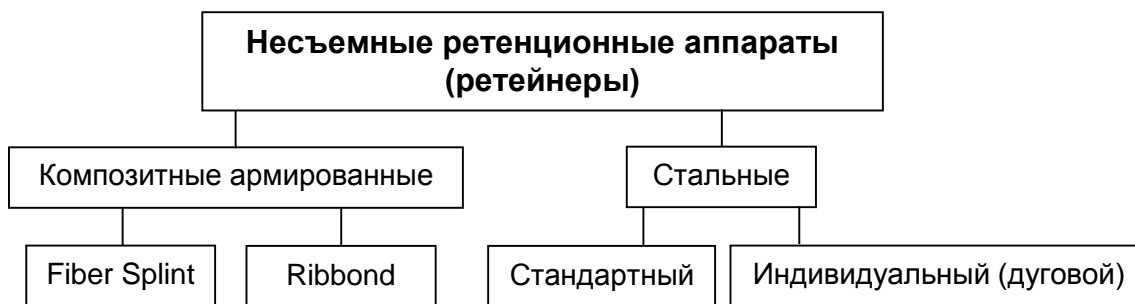 Несъемные ретенционные аппараты
(ретейнеры)
Композитные армированные
Стальные
Fiber Splint
Ribbond
Стандартный
Индивидуальный (дуговой)